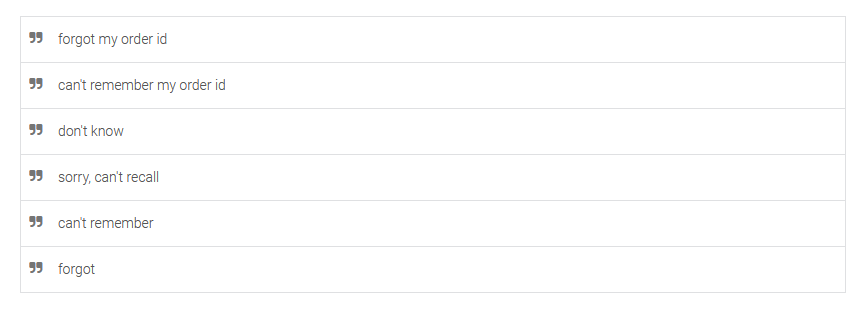 forgot my order id
can't remember my order id
don't know
sorry, can't recall
can't remember
forgot